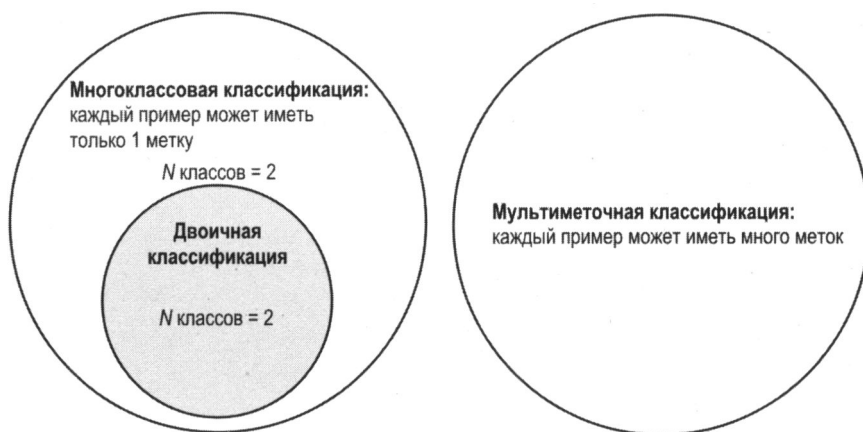 Многоклассовая классификация:
каждый пример может иметь
только 1 метку
N классов = 2
Двоичная
классификация
N классов = 2
Мультиметочная классификация:
каждый пример может иметь много меток